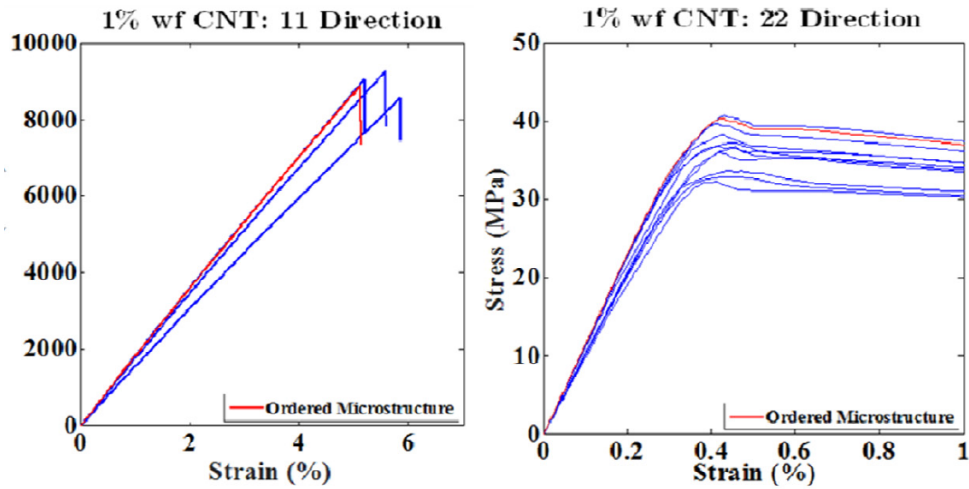 1% wf CNT: 11 Direction
10000
8000
6000
4000
2000
0
0 2 4 6
Strain (%)
Ordered Microstructure
1% wf CNT: 22 Direction
Stress (MPa)
50
40
30
20
10
0
0 0.2 0.4 0.6 0.8 1
Strain (%)
Ordered Microstructure